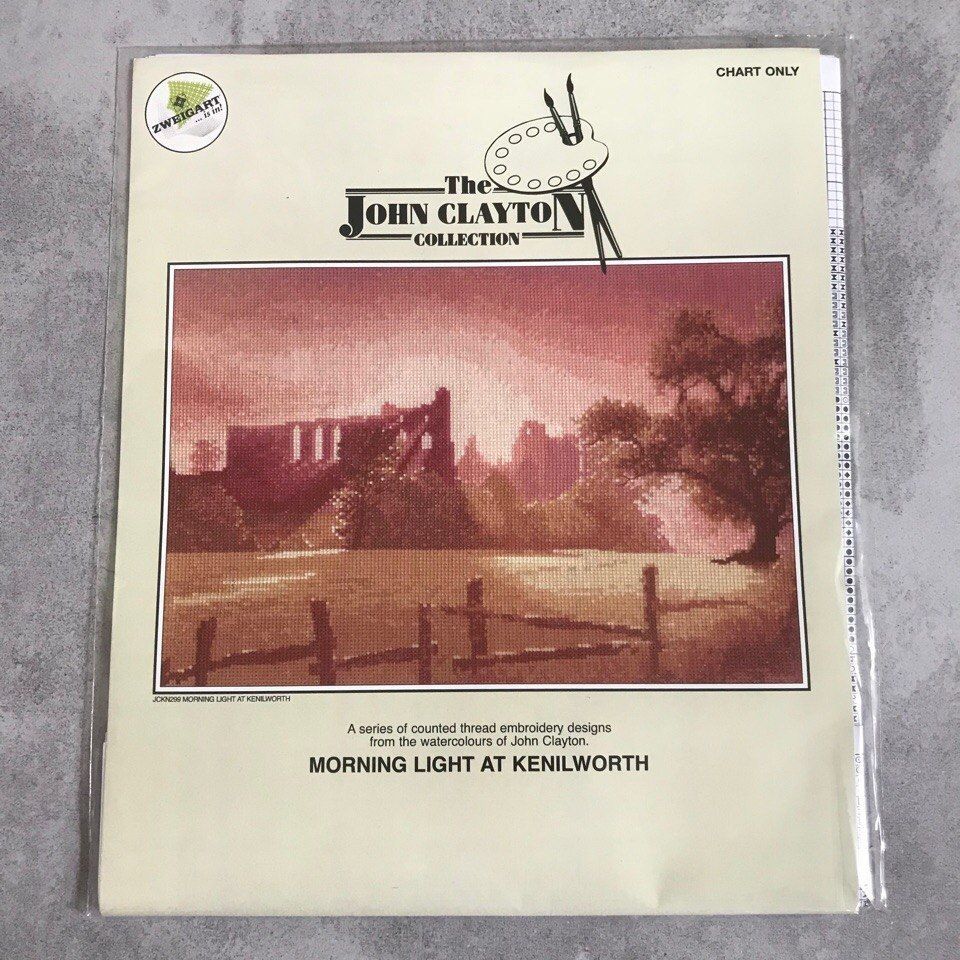 ZWEIGART
... is in!
CHART ONLY
The
JOHN CLAYTON
COLLECTION
JCKN299 MORNING LIGHT AT KENILWORTH
A series of counted thread embroidery designs
from the watercolours of John Clayton.
MORNING LIGHT AT KENILWORTH